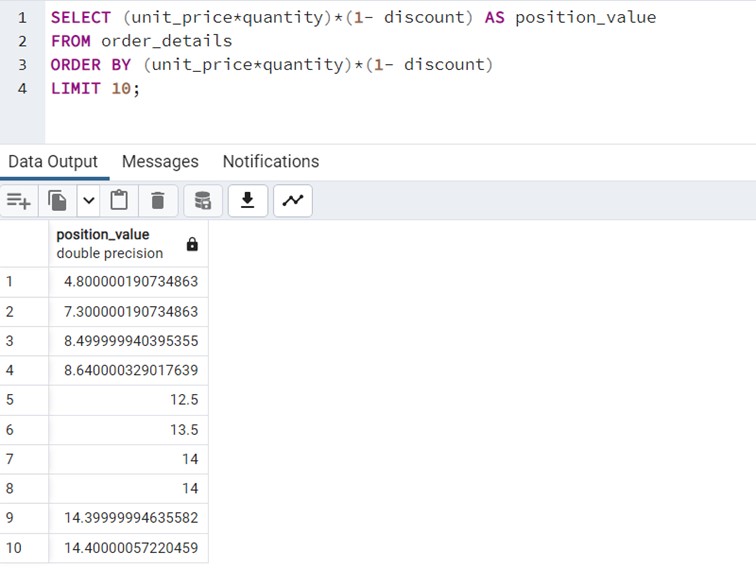 1 SELECT (unit_price*quantity)*(1- discount) AS position_value
2 FROM order_details
3 ORDER BY (unit_price*quantity)*(1- discount)
4 LIMIT 10;
Data Output Messages Notifications
position_value
double precision
1 4.800000190734863
2 7.300000190734863
3 8.499999940395355
4 8.640000329017639
5 12.5
6 13.5
7 14
8 14
9 14.39999994635582
10 14.40000057220459